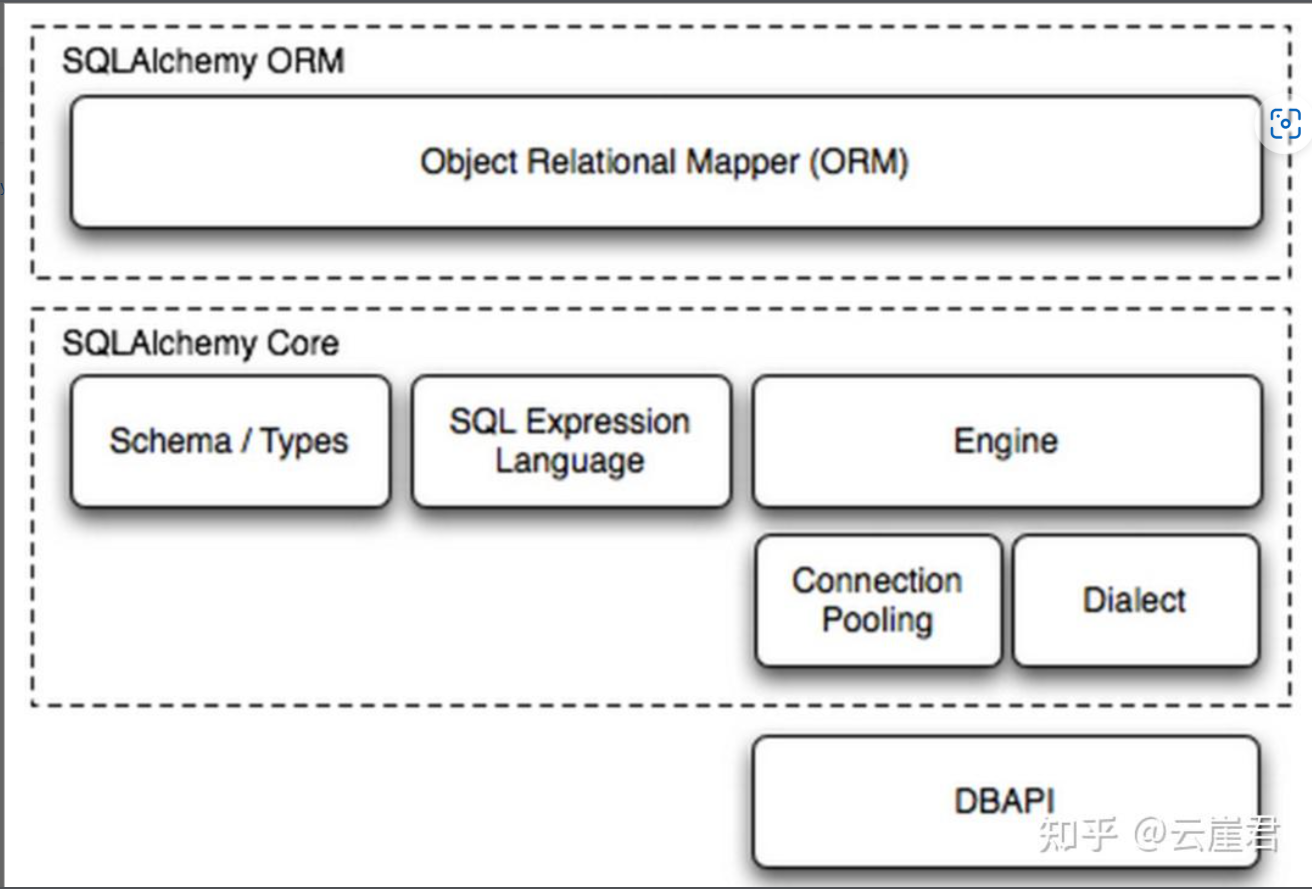 SQLAlchemy ORM
Object Relational Mapper (ORM)
SQLAlchemy Core
Schema / Types
SQL Expression
Language
Engine
Connection
Pooling
Dialect
DBAPI
知乎 @云崖君